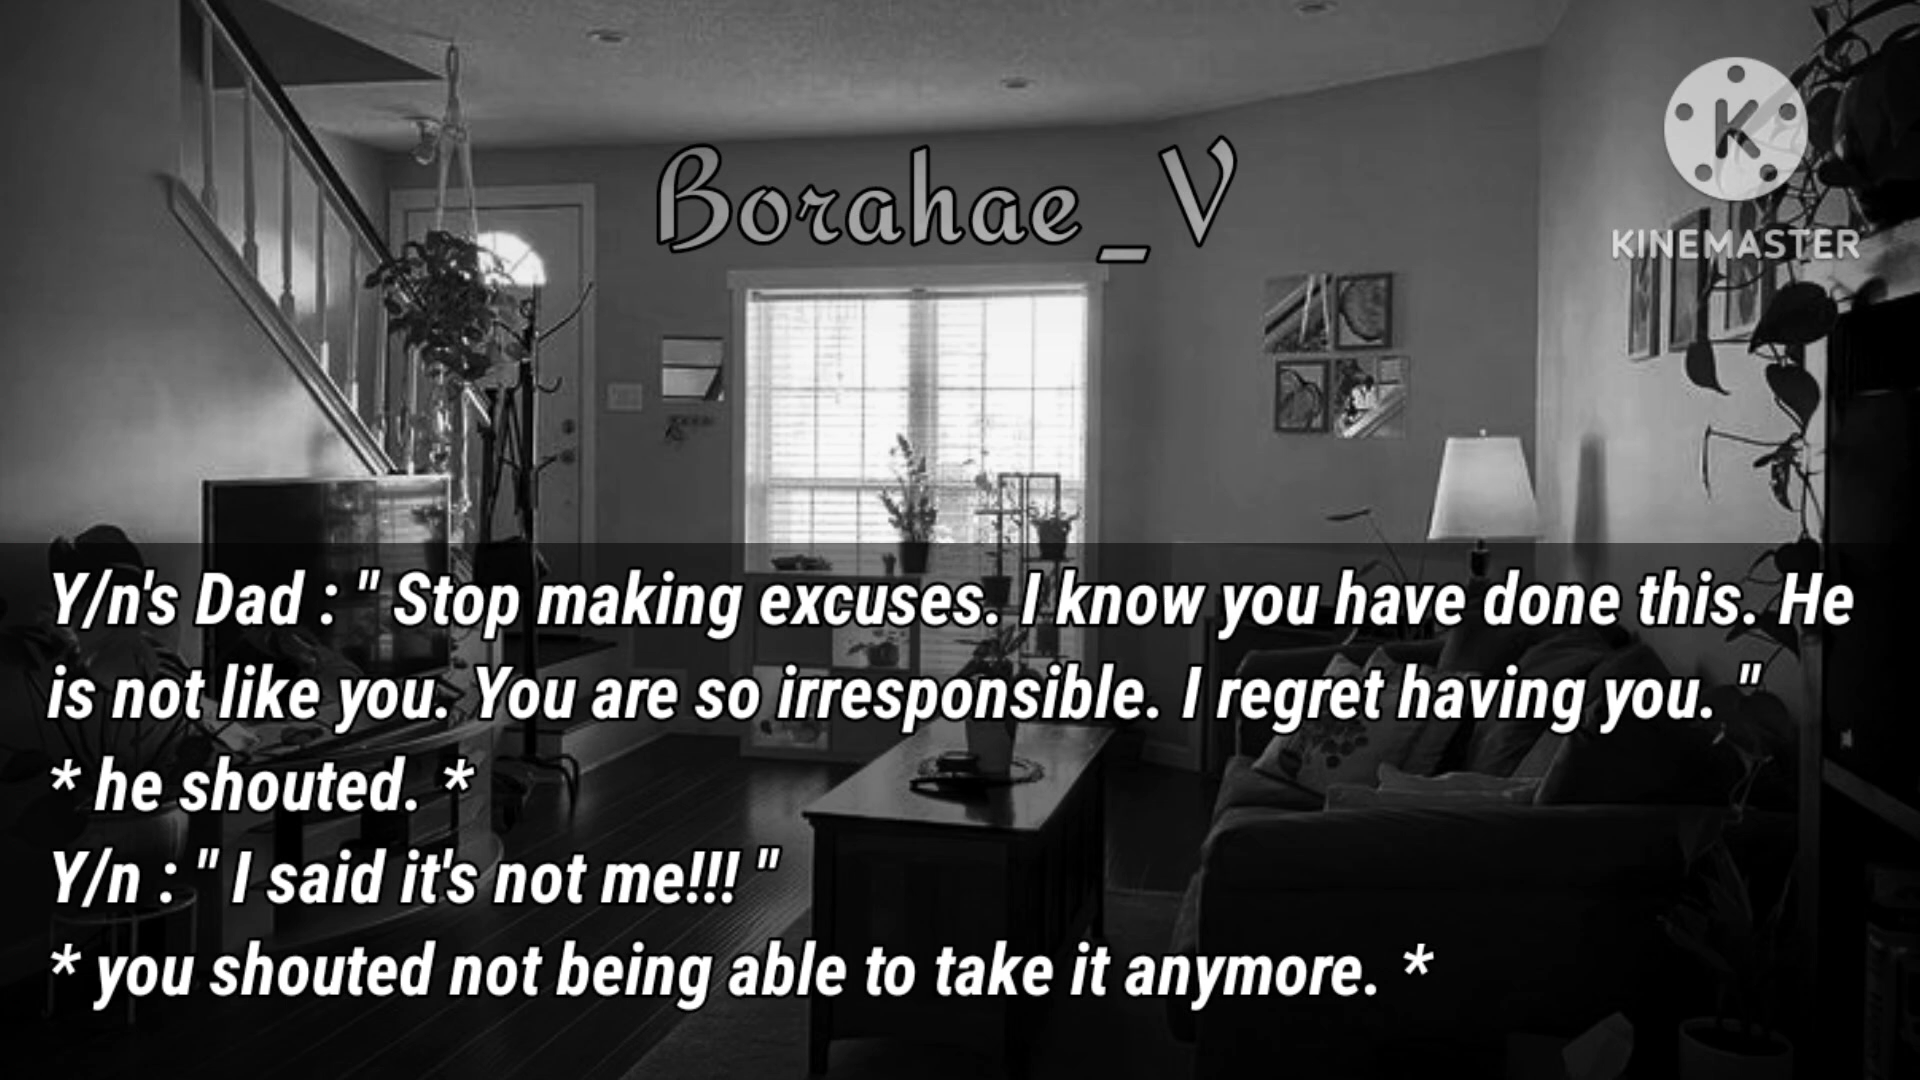 Borahae_V
KINEMASTER
Y/n's Dad : " Stop making excuses. I know you have done this. He
is not like you. You are so irresponsible. I regret having you. "
* he shouted. *
Y/n : " I said it's not me!!! "
* you shouted not being able to take it anymore. *